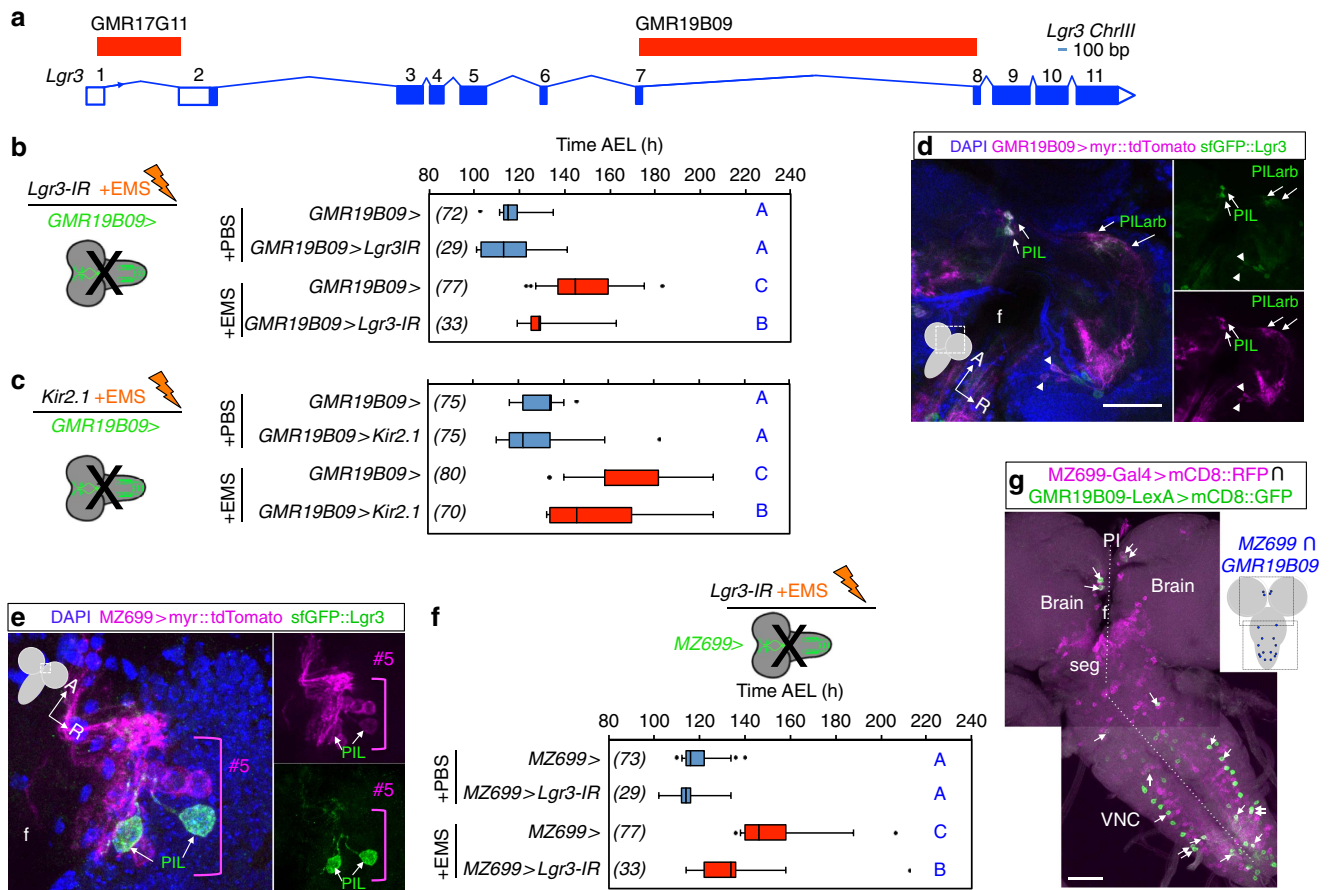 a
GMR17G11
GMR19B09
Lgr3 ChrIII
100 bp
Lgr3
1 2 3 4 5 6 7 8 9 10 11
b
Lgr3-IR +EMS
GMR19B09>
Time AEL (h)
80 100 120 140 160 180 200 220 240
+PBS
GMR19B09> (72) A
GMR19B09>Lgr3IR (29) A
+EMS
GMR19B09> (77) C
GMR19B09>Lgr3-IR (33) B
c
Kir2.1 +EMS
GMR19B09>
+PBS
GMR19B09> (75) A
GMR19B09>Kir2.1 (75) A
+EMS
GMR19B09> (80) C
GMR19B09>Kir2.1 (70) B
d
DAPI GMR19B09>myr::tdTomato sfGFP::Lgr3
PILarb
PIL
f
A
R
PILarb
PIL
PILarb
PIL
e
DAPI MZ699>myr::tdTomato sfGFP::Lgr3
A
R
#5
f
PIL
#5
PIL
#5
PIL
f
Lgr3-IR +EMS
MZ699>
Time AEL (h)
80 100 120 140 160 180 200 220 240
+PBS
MZ699> (73) A
MZ699>Lgr3-IR (29) A
+EMS
MZ699> (77) C
MZ699>Lgr3-IR (33) B
g
MZ699-Gal4>mCD8::RFP∩
GMR19B09-LexA>mCD8::GFP
PI
Brain
Brain
f
seg
VNC
MZ699 ∩
GMR19B09